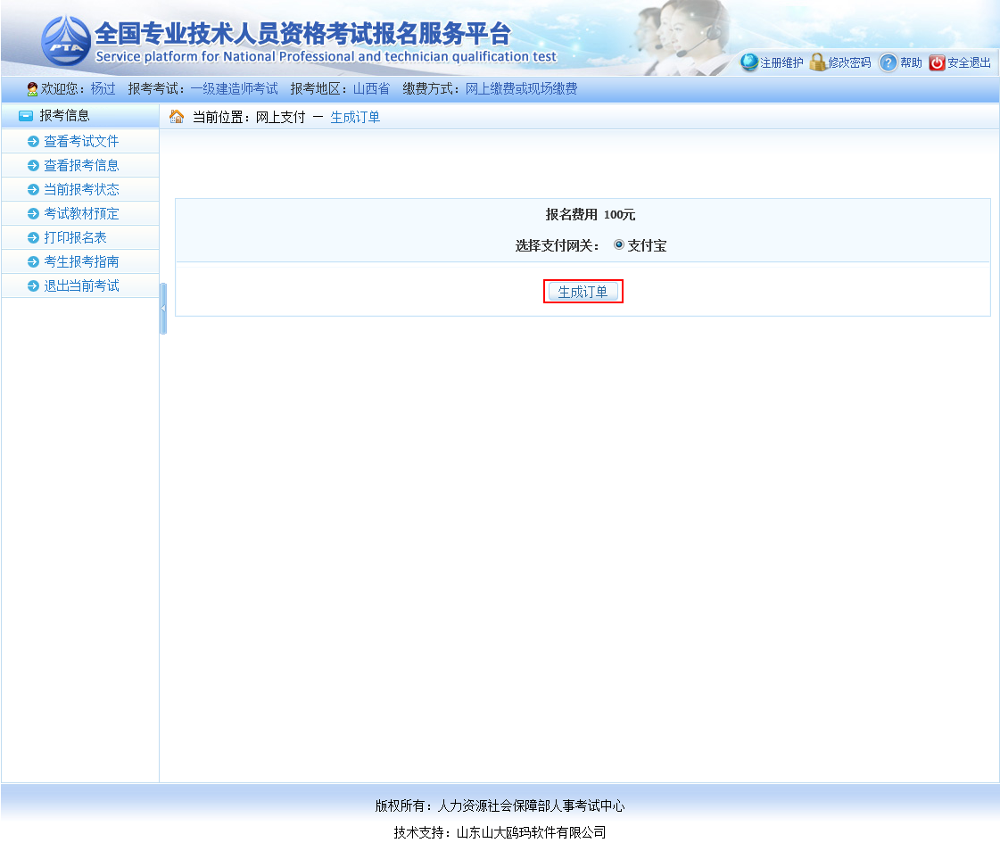 全国专业技术人员资格考试报名服务平台
Service platform for National Professional and technician qualification test
PTA
注册维护 修改密码 帮助 安全退出
欢迎您：杨过 报考考试：一级建造师考试 报考地区：山西省 缴费方式：网上缴费或现场缴费
报考信息
当前位置：网上支付 － 生成订单
查看考试文件
查看报考信息
当前报考状态
考试教材预定
打印报名表
考生报考指南
退出当前考试
报名费用 100元
选择支付网关： 支付宝
生成订单
版权所有：人力资源社会保障部人事考试中心
技术支持：山东山大鸥玛软件有限公司